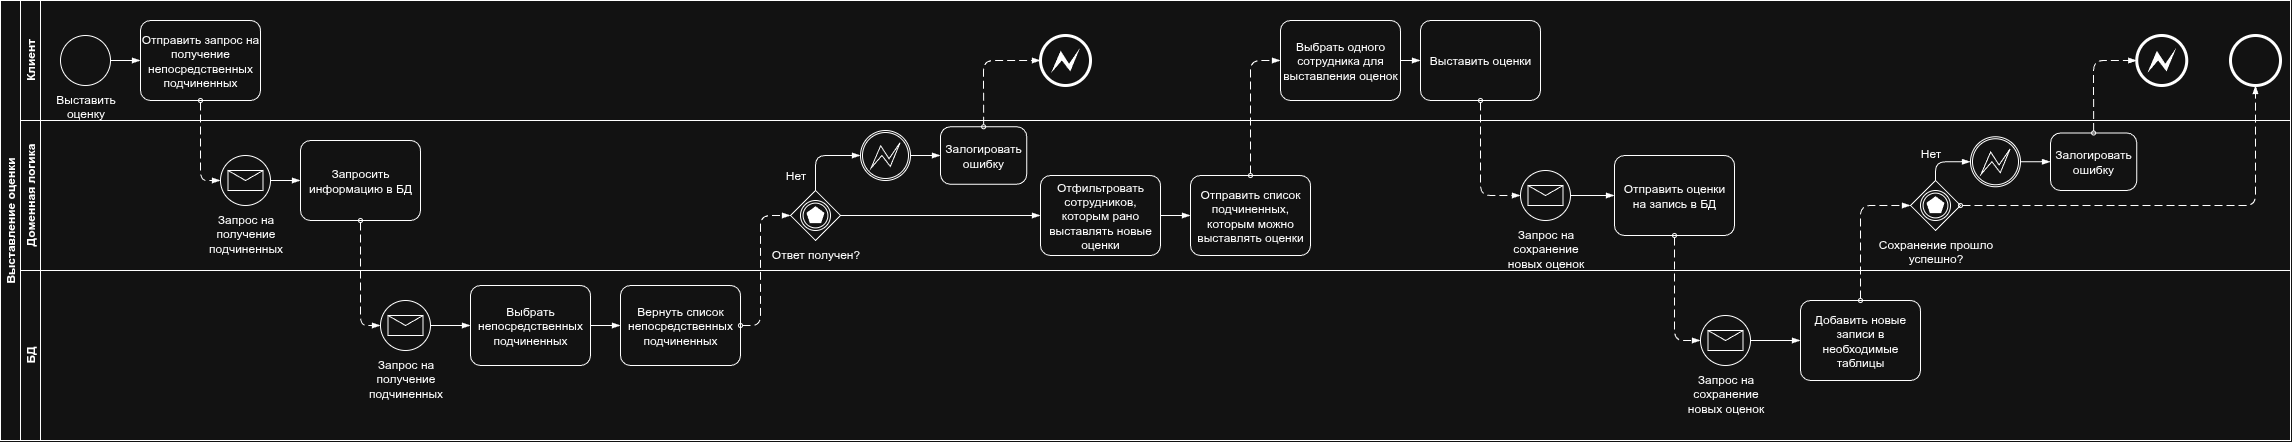 Выставление оценки
Клиент
Выставить
оценку
Отправить запрос на
получение
непосредственных
подчиненных
Выбрать одного
сотрудника для
выставления оценок
Выставить оценки
Доменная логика
Запрос на
получение
подчиненных
Запросить
информацию в БД
Ответ получен?
Нет
Залогировать
ошибку
Отфильтровать
сотрудников,
которым рано
выставлять новые
оценки
Отправить список
подчиненных,
которым можно
выставлять оценки
Запрос на
сохранение
новых оценок
Отправить оценки
на запись в БД
Сохранение прошло
успешно?
Нет
Залогировать
ошибку
БД
Запрос на
получение
подчиненных
Выбрать
непосредственных
подчиненных
Вернуть список
непосредственных
подчиненных
Запрос на
сохранение
новых оценок
Добавить новые
записи в
необходимые
таблицы